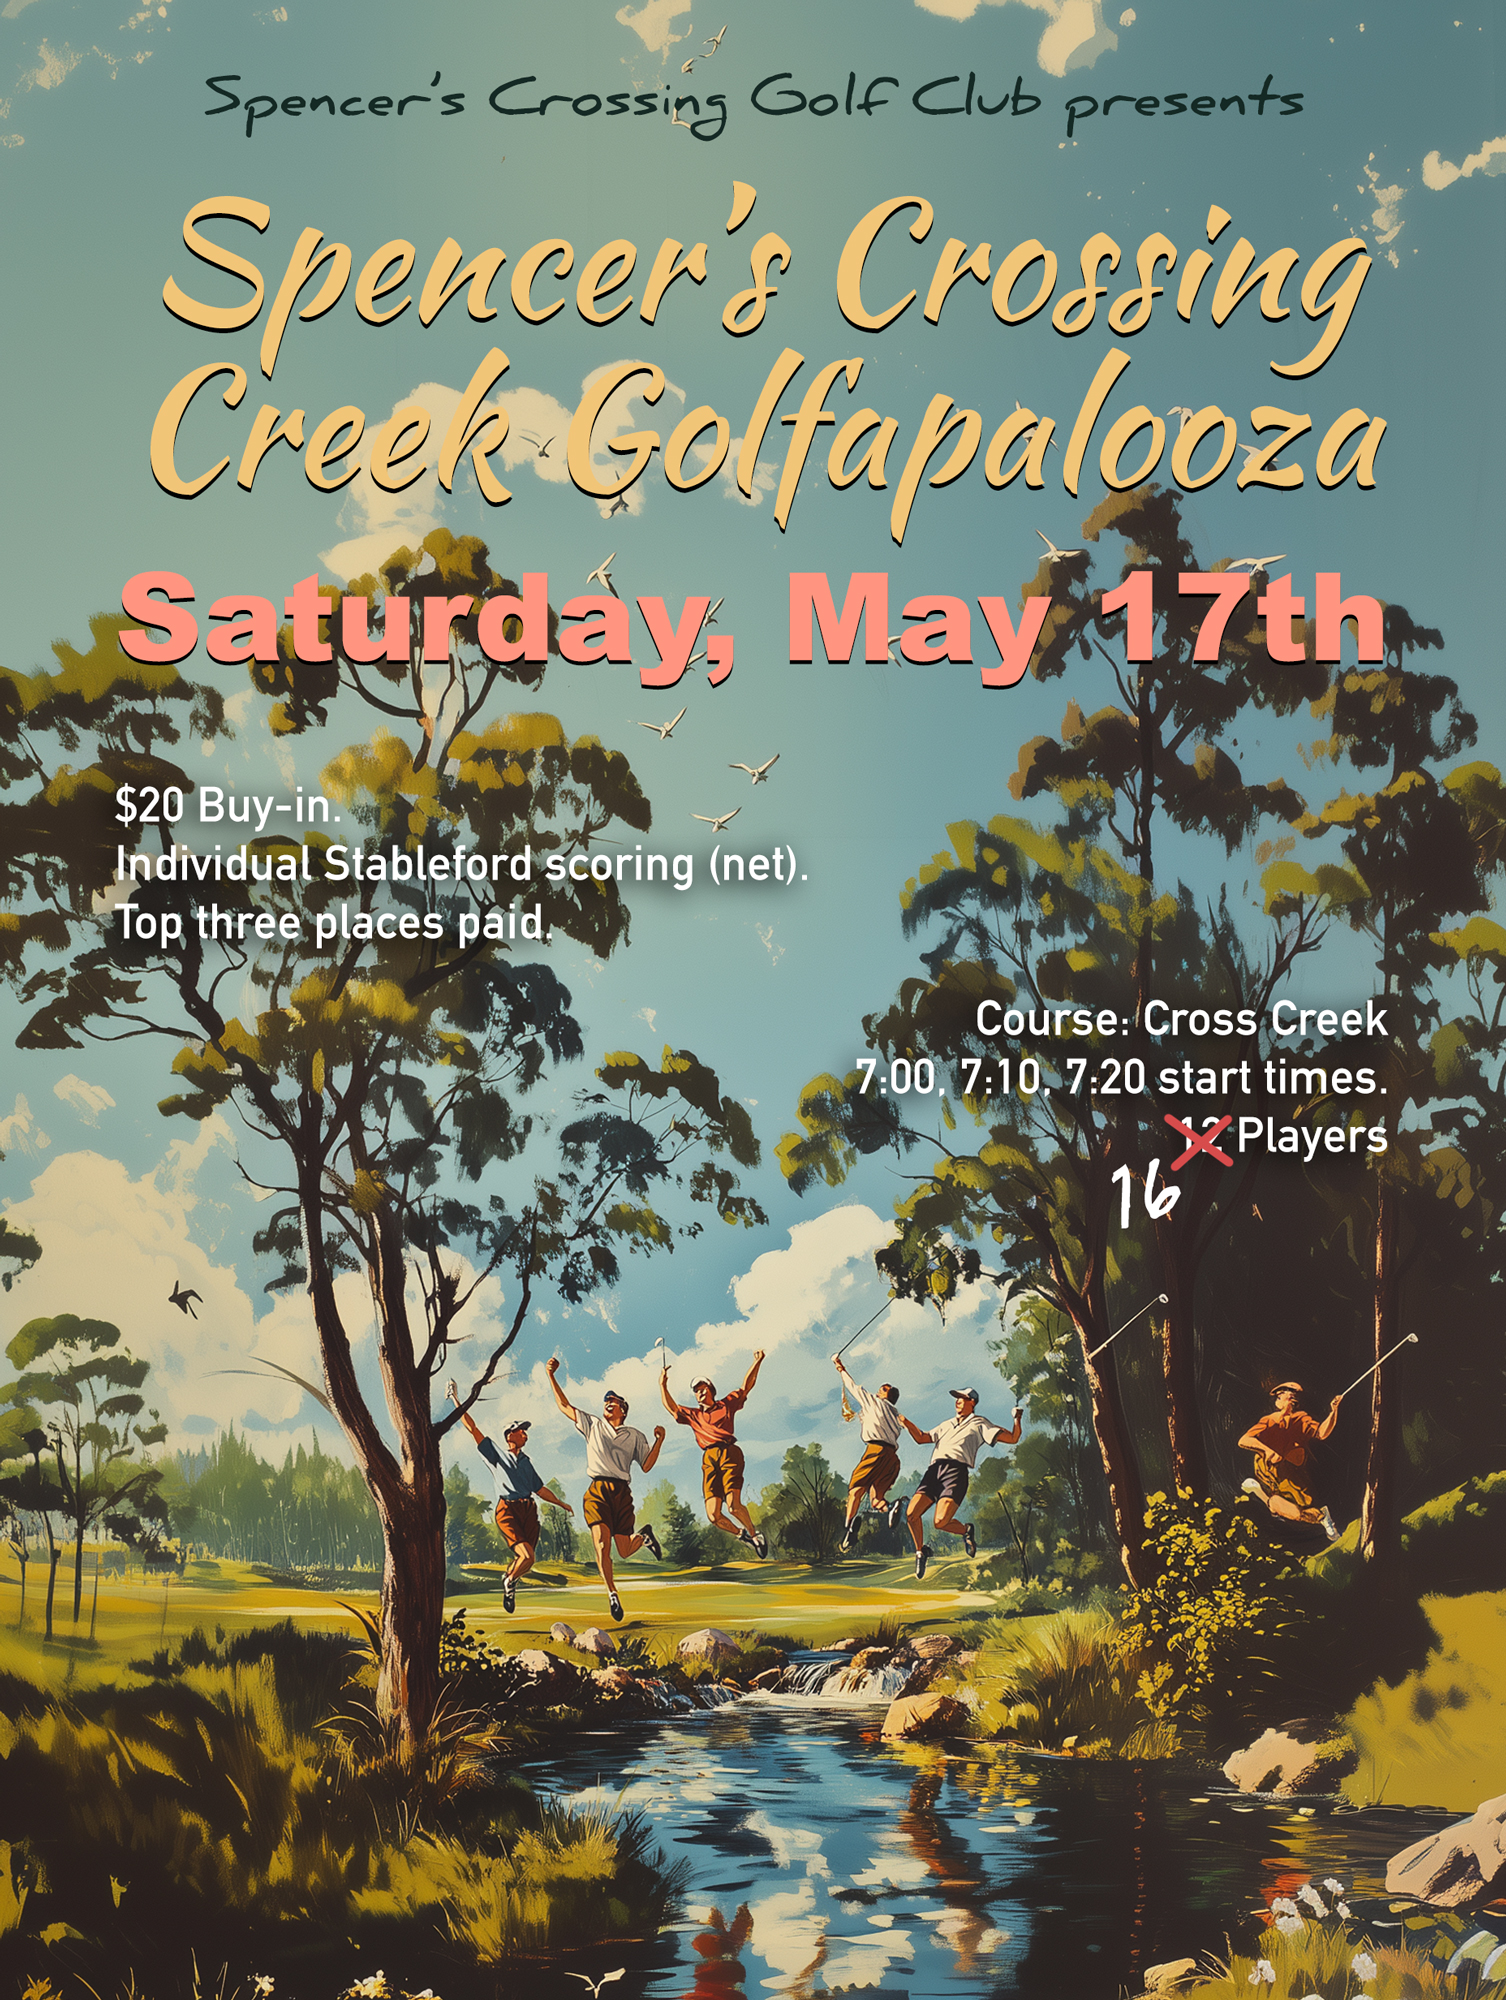 Spencer's Crossing Golf Club presents
Spencer's Crossing
Creek Golfapalooza
Saturday, May 17th
$20 Buy-in.
Individual Stableford scoring (net).
Top three places paid.
Course: Cross Creek
7:00, 7:10, 7:20 start times.
12 Players
16